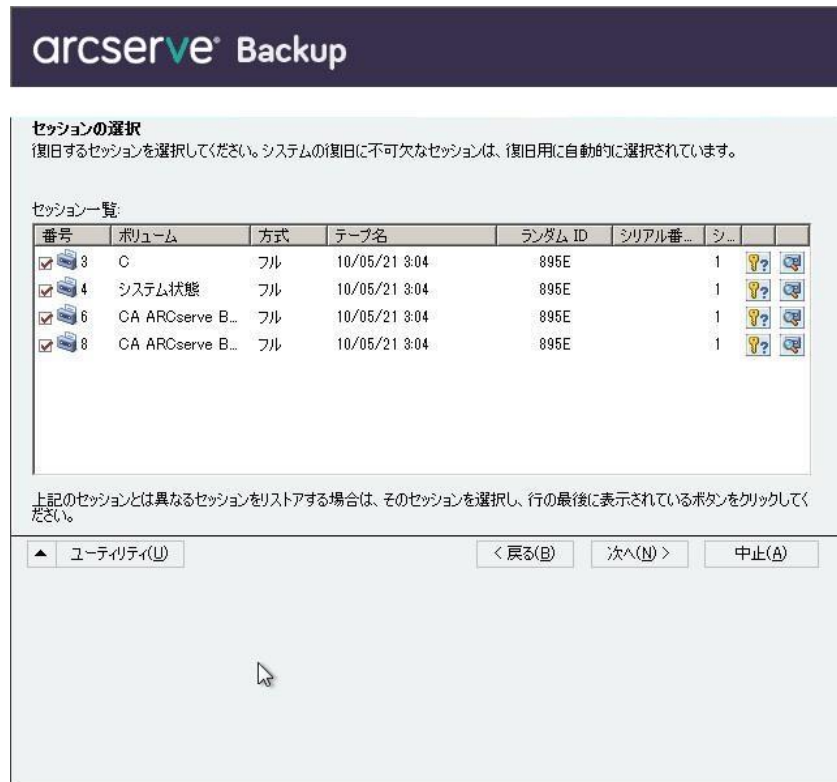 arcserve® Backup
セッションの選択
復旧するセッションを選択してください。システムの復旧に不可欠なセッションは、復旧用に自動的に選択されています。
セッション一覧:
番号 ボリューム 方式 テープ名 ランダム ID シリアル番... シ...
3 C フル 10/05/21 3:04 895E 1
4 システム状態 フル 10/05/21 3:04 895E 1
6 CA ARCserve B... フル 10/05/21 3:04 895E 1
8 CA ARCserve B... フル 10/05/21 3:04 895E 1
上記のセッションとは異なるセッションをリストアする場合は、そのセッションを選択し、行の最後に表示されているボタンをクリックしてく
ださい。
ユーティリティ(U) < 戻る(B) 次へ(N) > 中止(A)